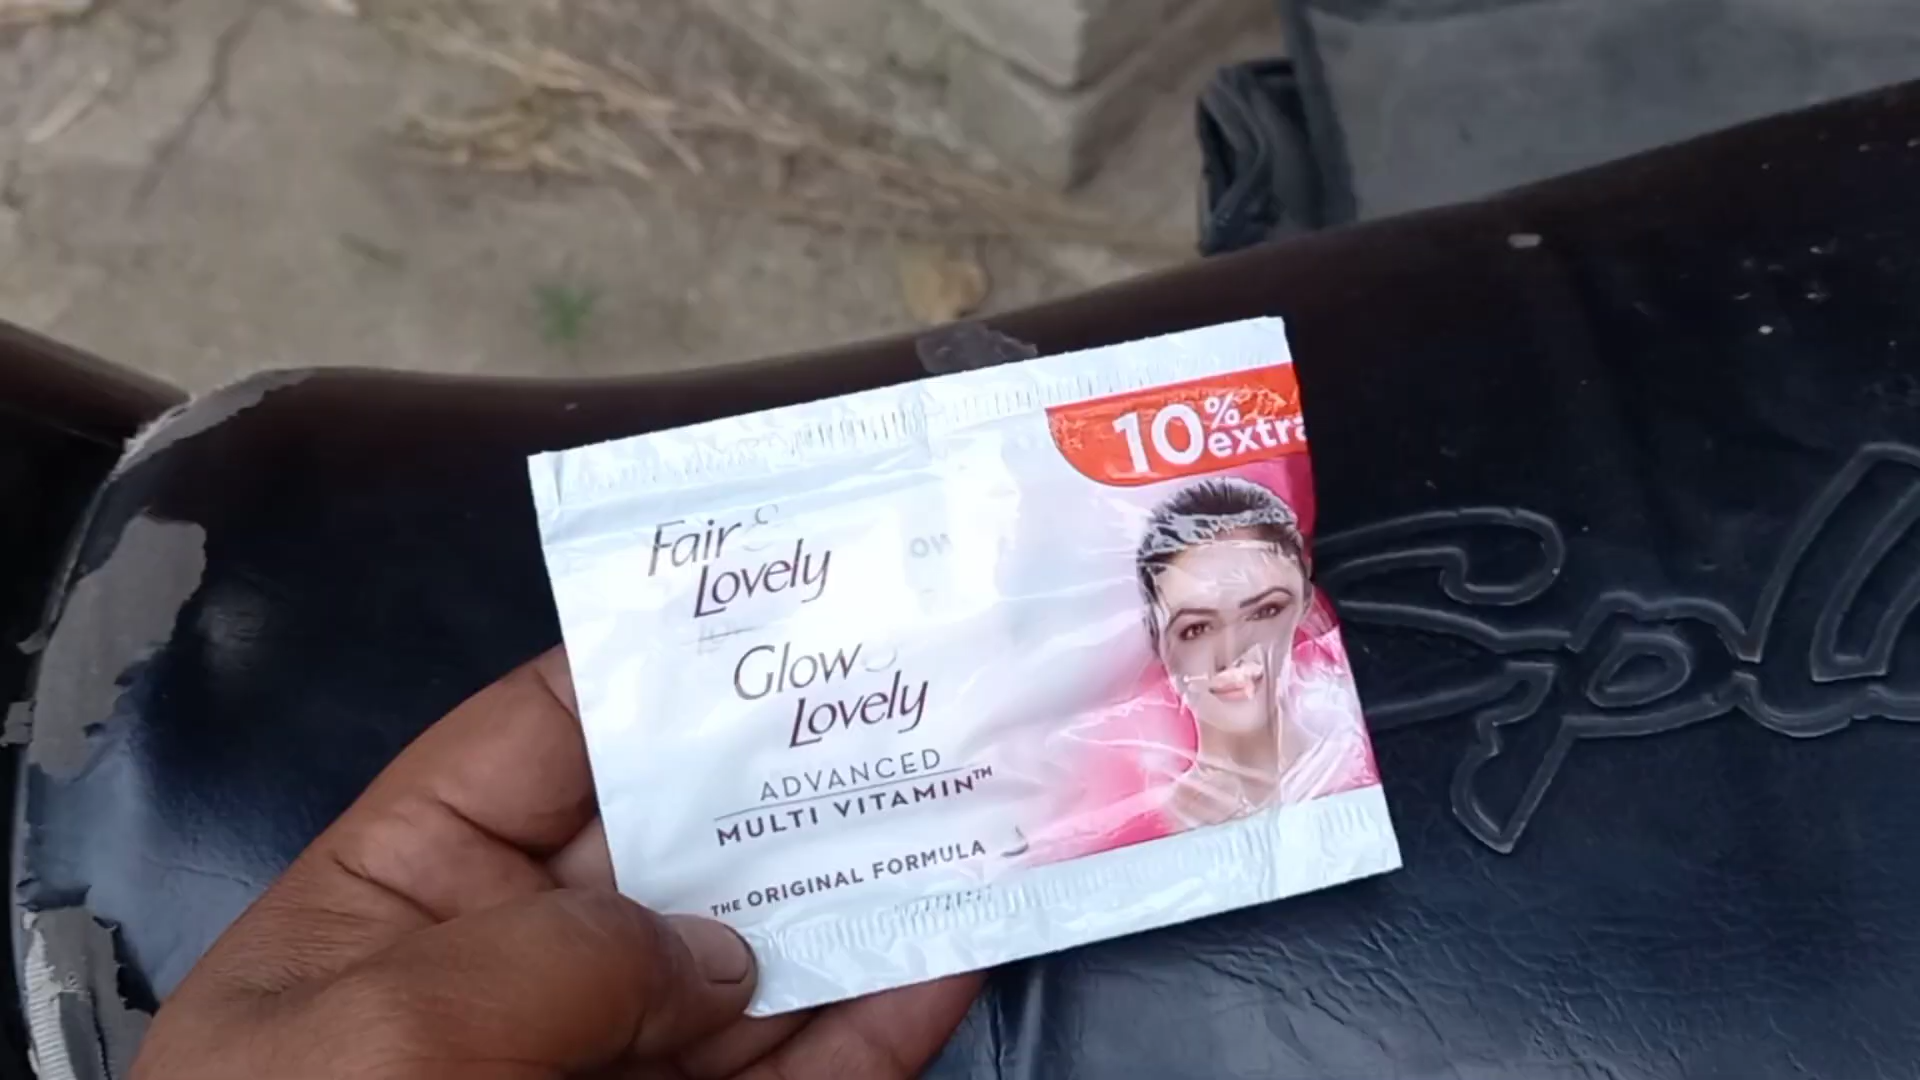 10%
extra
Fair &
Lovely
Glow &
Lovely
ADVANCED
MULTI VITAMIN™
THE ORIGINAL FORMULA